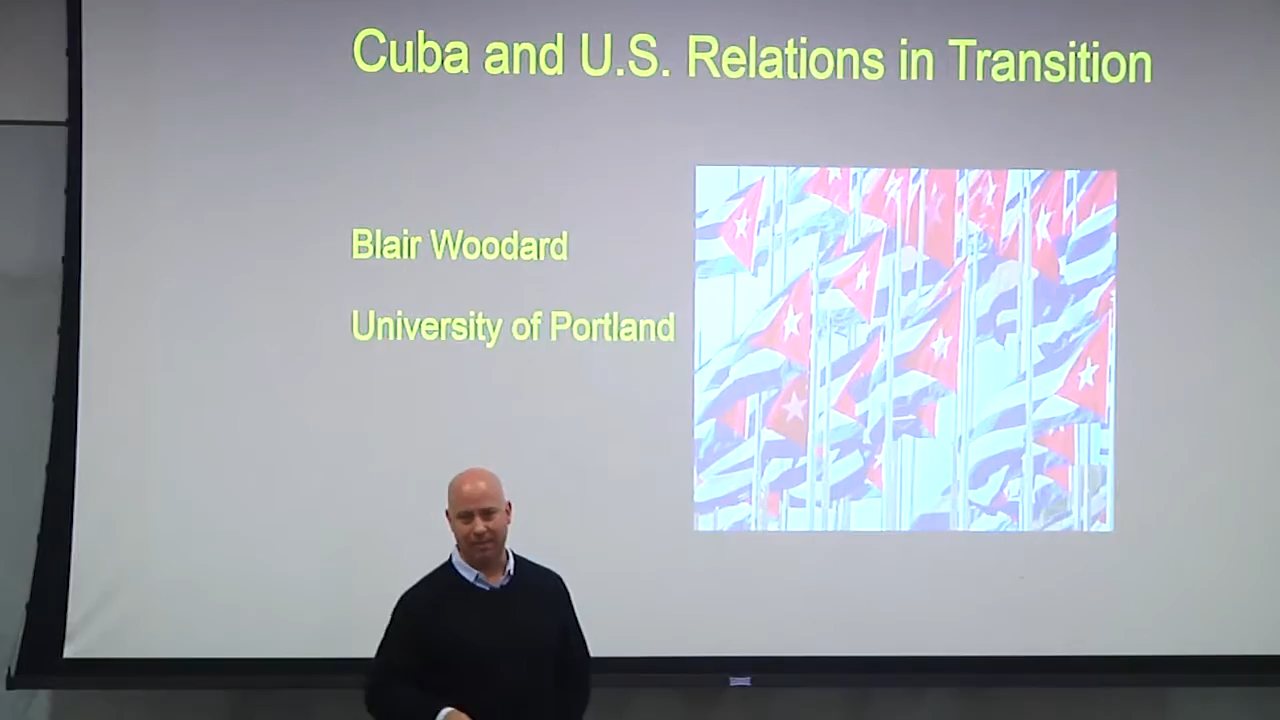 Cuba and U.S. Relations in Transition
Blair Woodard
University of Portland